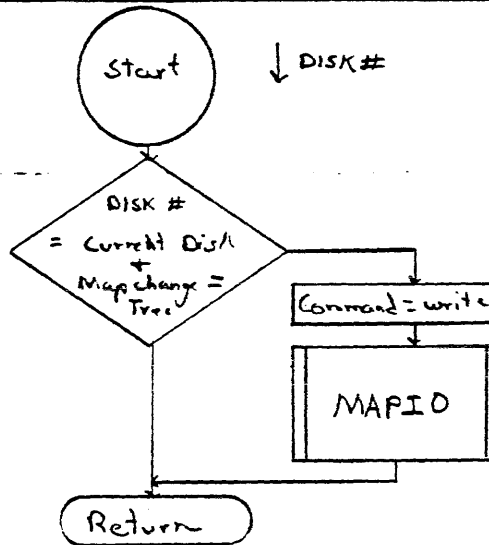 Start
↓ DISK #
DISK #
= Current Disk
+
Mapchange =
True
Command = write
MAPIO
Return